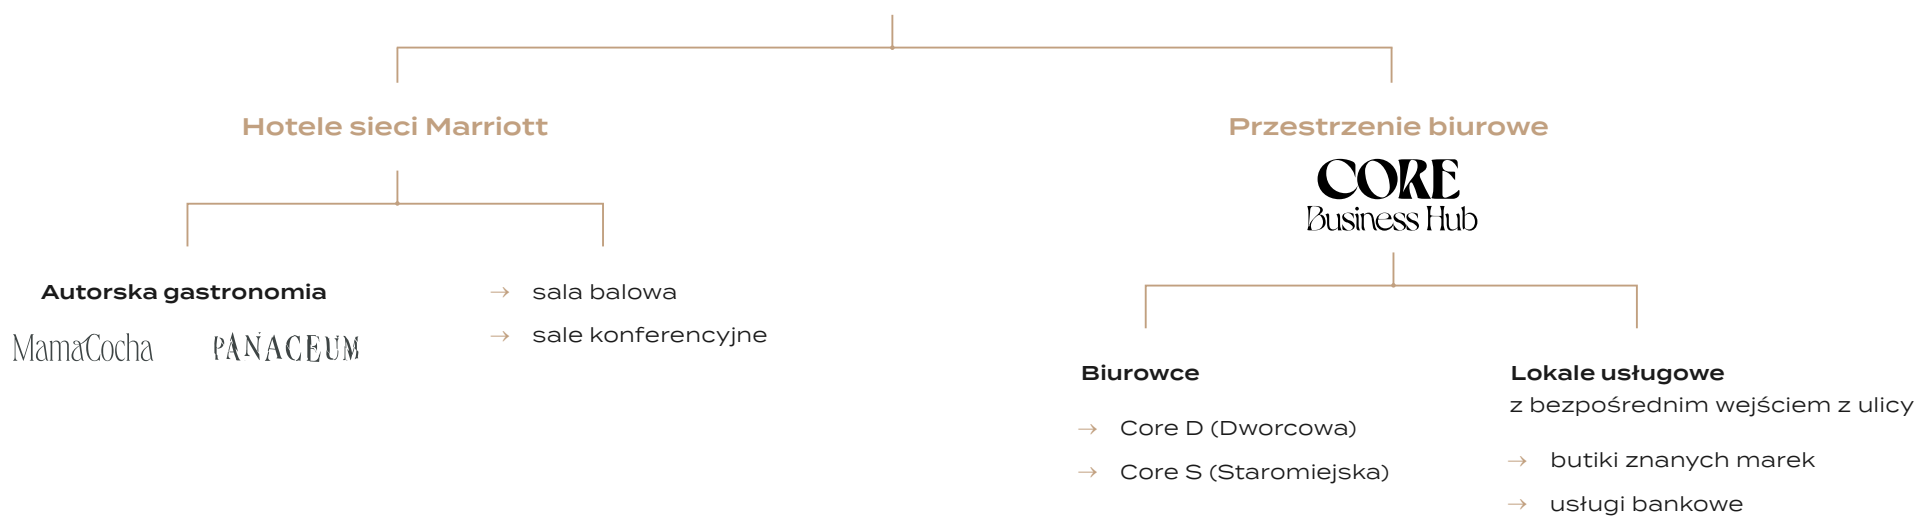 Hotele sieci Marriott
Autorska gastronomia
MamaCocha
PANACEUM
→ sala balowa
→ sale konferencyjne
Przestrzenie biurowe
CORE
Business Hub
Biurowce
→ Core D (Dworcowa)
→ Core S (Staromiejska)
Lokale usługowe
z bezpośrednim wejściem z ulicy
→ butiki znanych marek
→ usługi bankowe